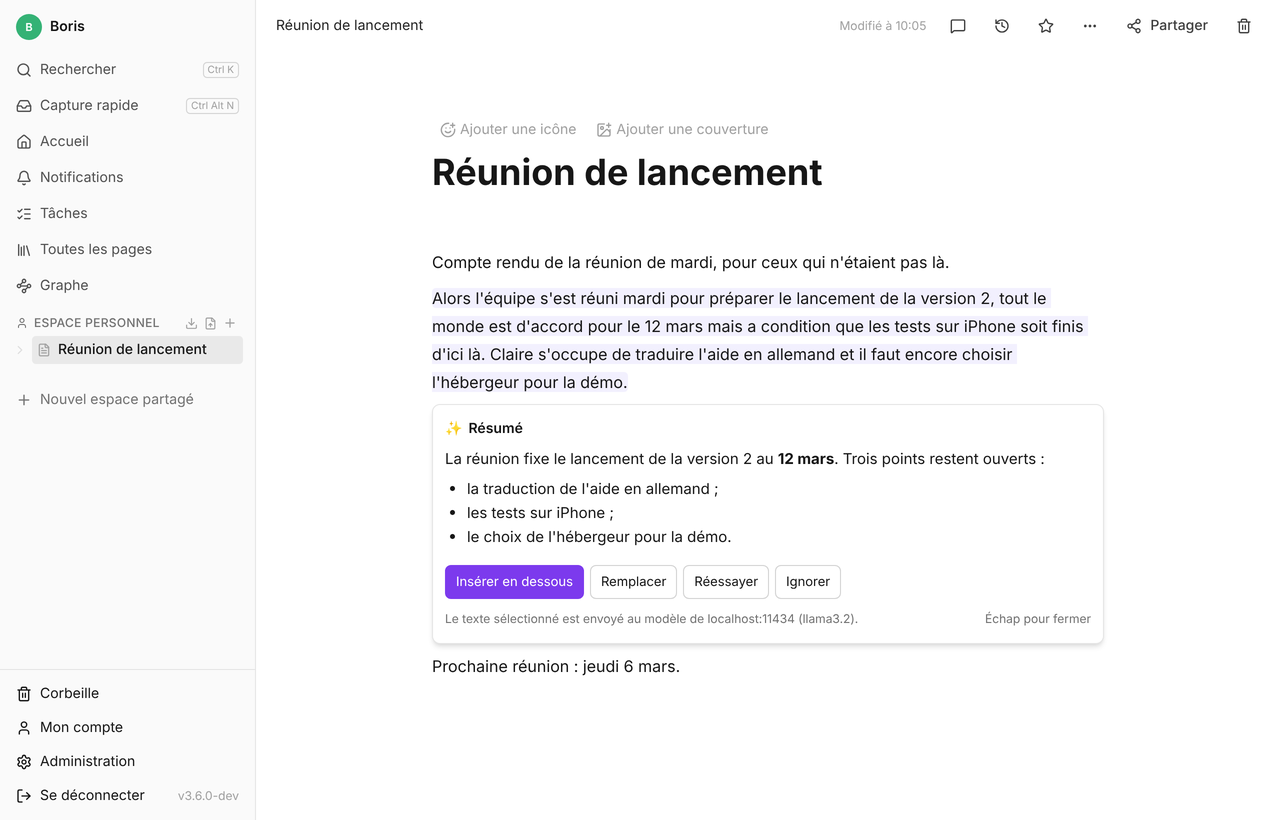 B Boris
Rechercher Ctrl K
Capture rapide Ctrl Alt N
Accueil
Notifications
Tâches
Toutes les pages
Graphe
ESPACE PERSONNEL
Réunion de lancement
Nouvel espace partagé
Corbeille
Mon compte
Administration
Se déconnecter v3.6.0-dev
Réunion de lancement Modifié à 10:05 Partager
Ajouter une icône Ajouter une couverture
Réunion de lancement
Compte rendu de la réunion de mardi, pour ceux qui n'étaient pas là.
Alors l'équipe s'est réuni mardi pour préparer le lancement de la version 2, tout le
monde est d'accord pour le 12 mars mais a condition que les tests sur iPhone soit finis
d'ici là. Claire s'occupe de traduire l'aide en allemand et il faut encore choisir
l'hébergeur pour la démo.
✨ Résumé
La réunion fixe le lancement de la version 2 au 12 mars. Trois points restent ouverts :
• la traduction de l'aide en allemand ;
• les tests sur iPhone ;
• le choix de l'hébergeur pour la démo.
Insérer en dessous Remplacer Réessayer Ignorer
Le texte sélectionné est envoyé au modèle de localhost:11434 (llama3.2). Échap pour fermer
Prochaine réunion : jeudi 6 mars.